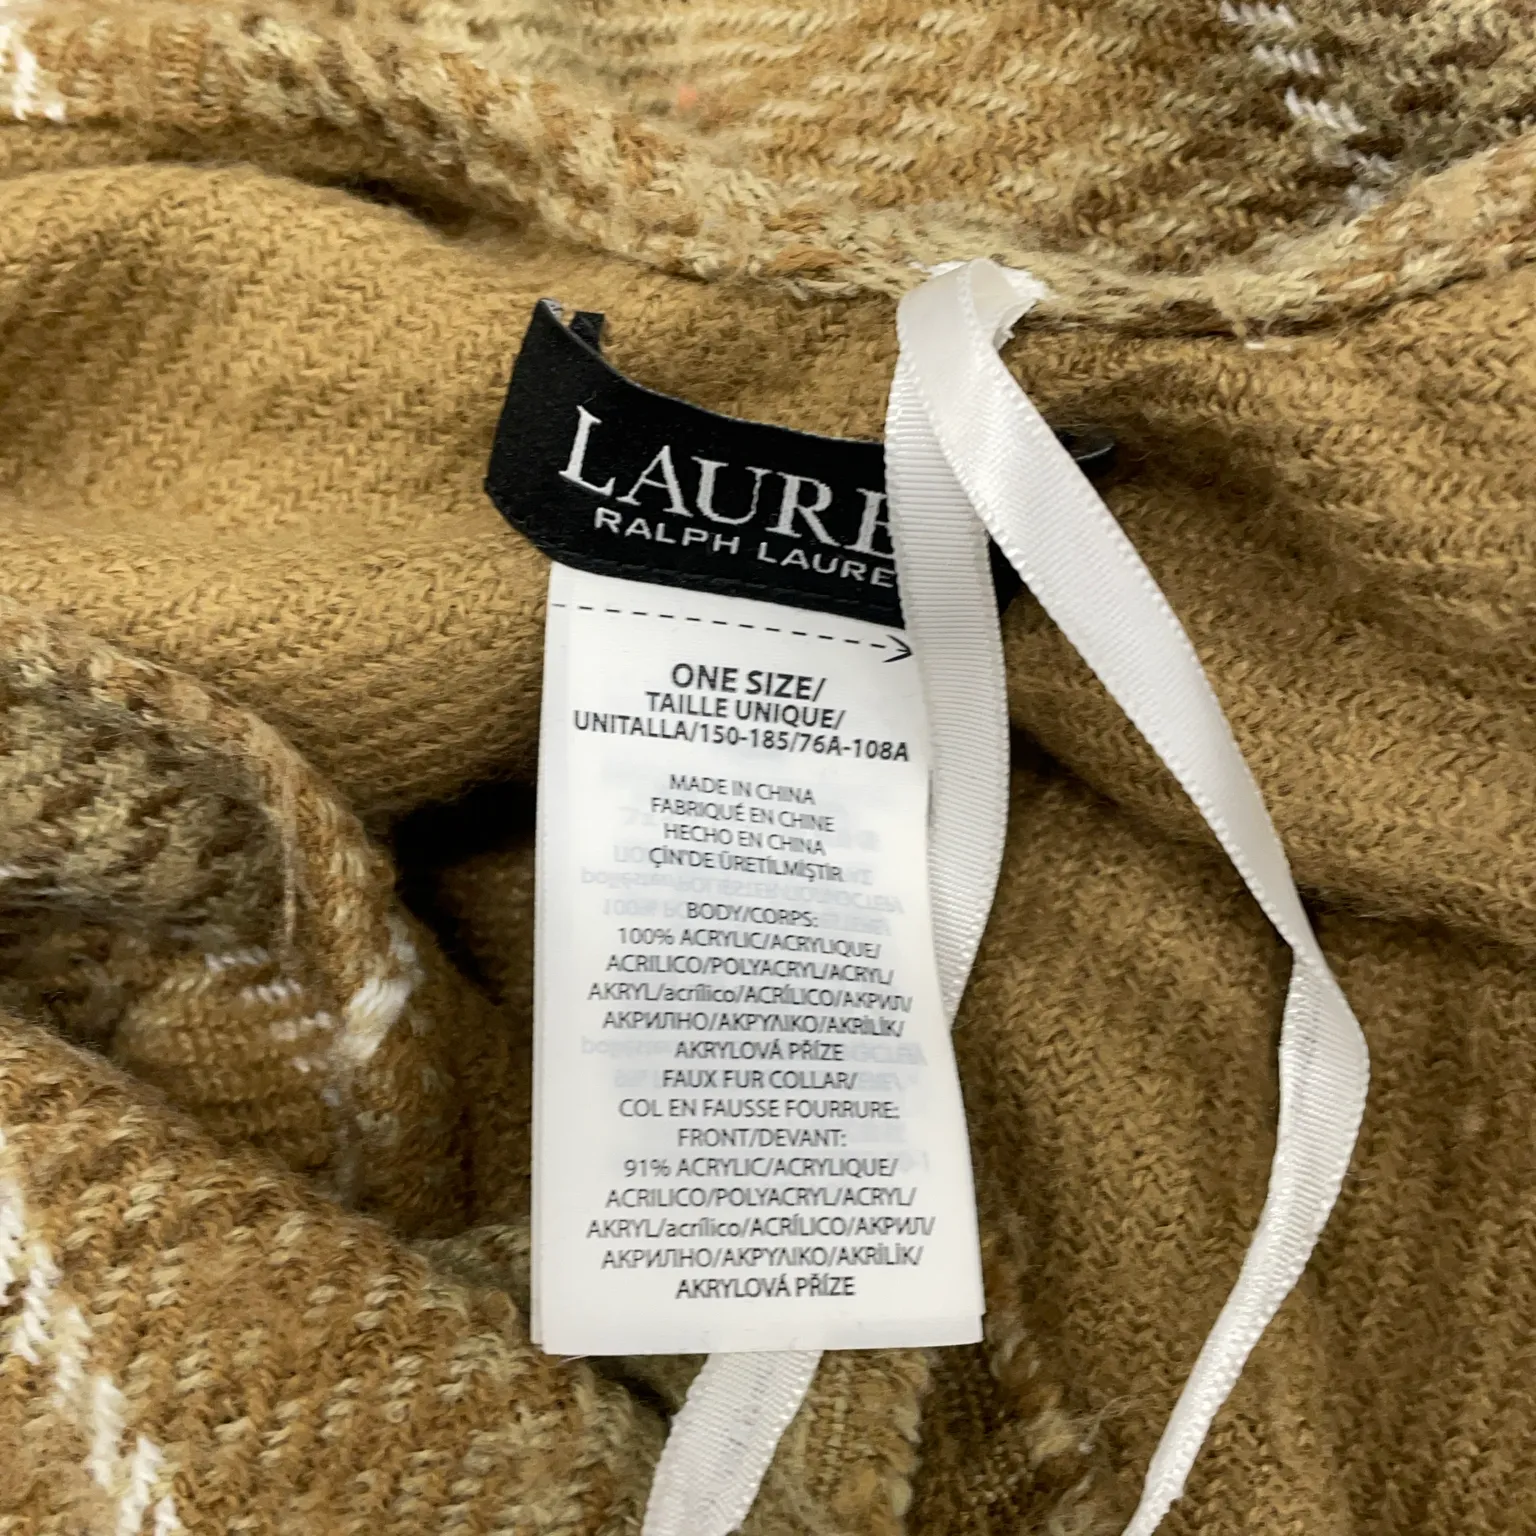 LAURE
RALPH LAURE
ONE SIZE/
TAILLE UNIQUE/
UNITALLA/150-185/76A-108A
MADE IN CHINA
FABRIQUÉ EN CHINE
HECHO EN CHINA
ÇİN'DE ÜRETİLMİŞTİR
BODY/CORPS:
100% ACRYLIC/ACRYLIQUE/
ACRILICO/POLYACRYL/ACRYL/
AKRYL/acrílico/ACRÍLICO/АКРИЛ/
АКРИЛНО/ΑΚΡΥΛΙΚΟ/AKRİLİK/
AKRYLOVÁ PŘÍZE
FAUX FUR COLLAR/
COL EN FAUSSE FOURRURE:
FRONT/DEVANT:
91% ACRYLIC/ACRYLIQUE/
ACRILICO/POLYACRYL/ACRYL/
AKRYL/acrílico/ACRÍLICO/АКРИЛ/
АКРИЛНО/ΑΚΡΥΛΙΚΟ/AKRİLİK/
AKRYLOVÁ PŘÍZE